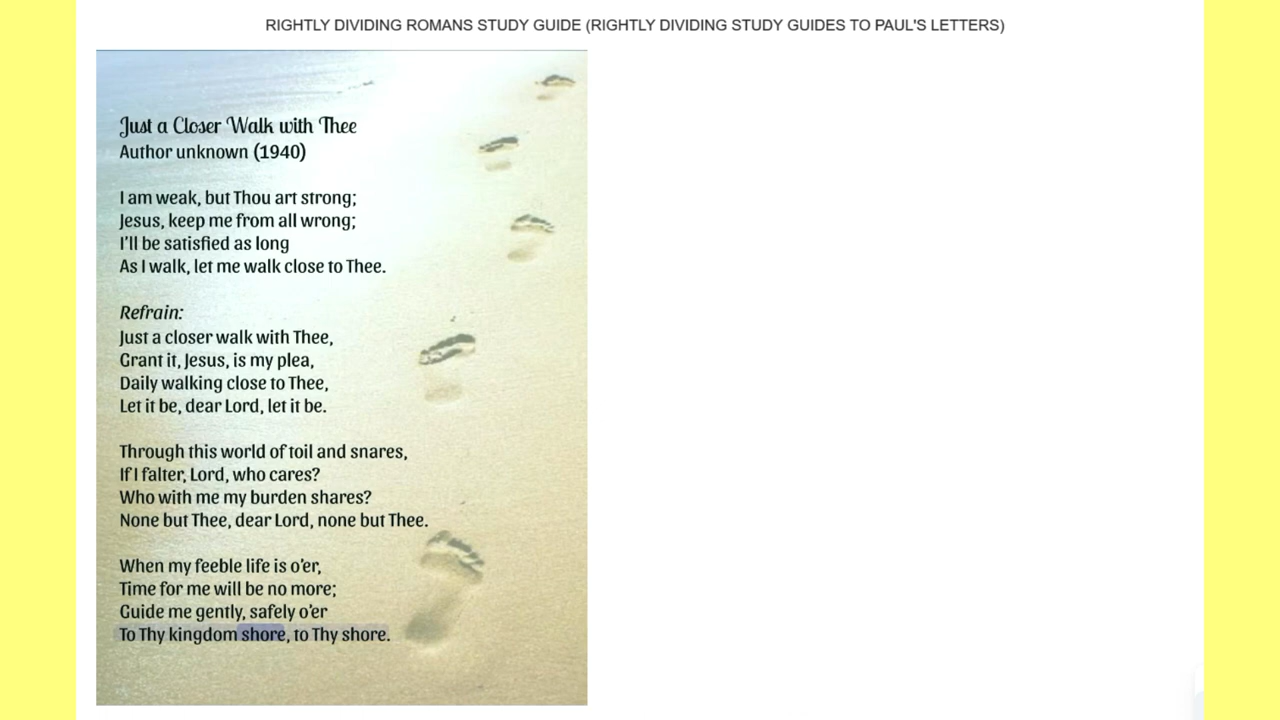 RIGHTLY DIVIDING ROMANS STUDY GUIDE (RIGHTLY DIVIDING STUDY GUIDES TO PAUL'S LETTERS)
Just a Closer Walk with Thee
Author unknown (1940)
I am weak, but Thou art strong;
Jesus, keep me from all wrong;
I'll be satisfied as long
As I walk, let me walk close to Thee.
Refrain:
Just a closer walk with Thee,
Grant it, Jesus, is my plea,
Daily walking close to Thee,
Let it be, dear Lord, let it be.
Through this world of toil and snares,
If I falter, Lord, who cares?
Who with me my burden shares?
None but Thee, dear Lord, none but Thee.
When my feeble life is o'er,
Time for me will be no more;
Guide me gently, safely o'er
To Thy kingdom shore, to Thy shore.